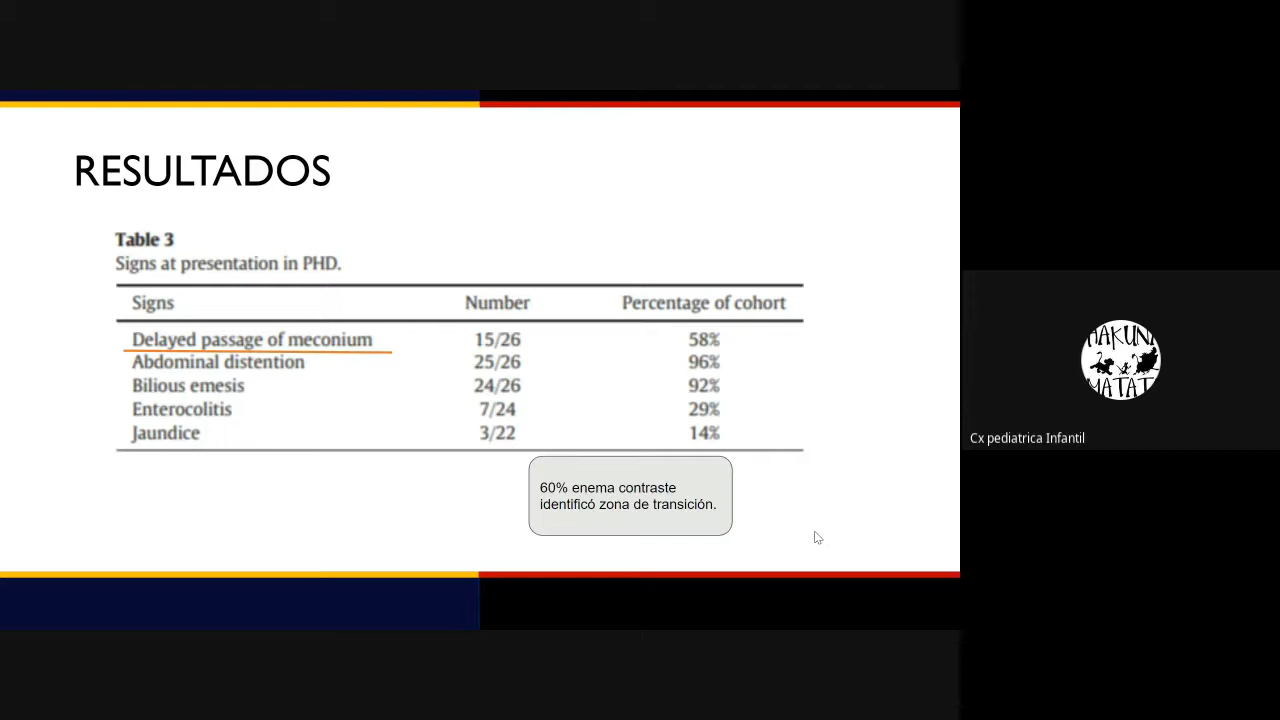 RESULTADOS
Table 3
Signs at presentation in PHD.
Signs Number Percentage of cohort
Delayed passage of meconium 15/26 58%
Abdominal distention 25/26 96%
Bilious emesis 24/26 92%
Enterocolitis 7/24 29%
Jaundice 3/22 14%
60% enema contraste
identificó zona de transición.
HAKUN
MATAT
Cx pediatrica Infantil